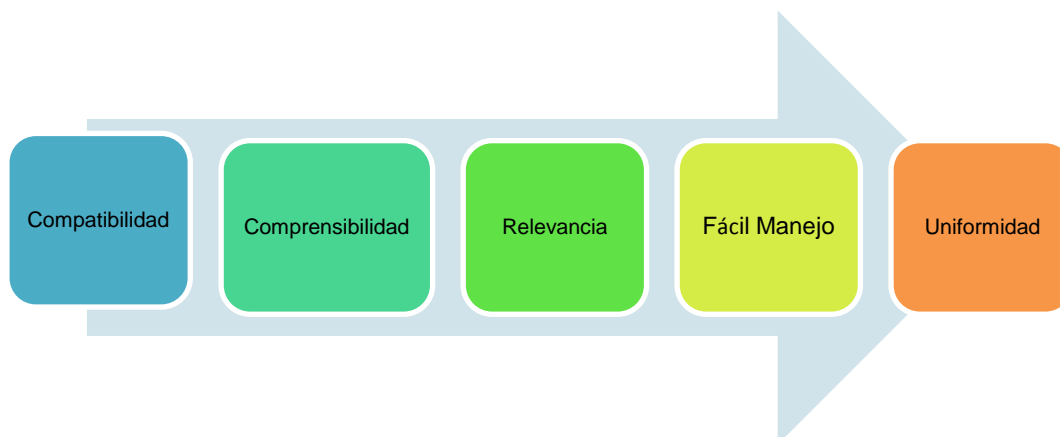 Compatibilidad
Comprensibilidad
Relevancia
Fácil Manejo
Uniformidad